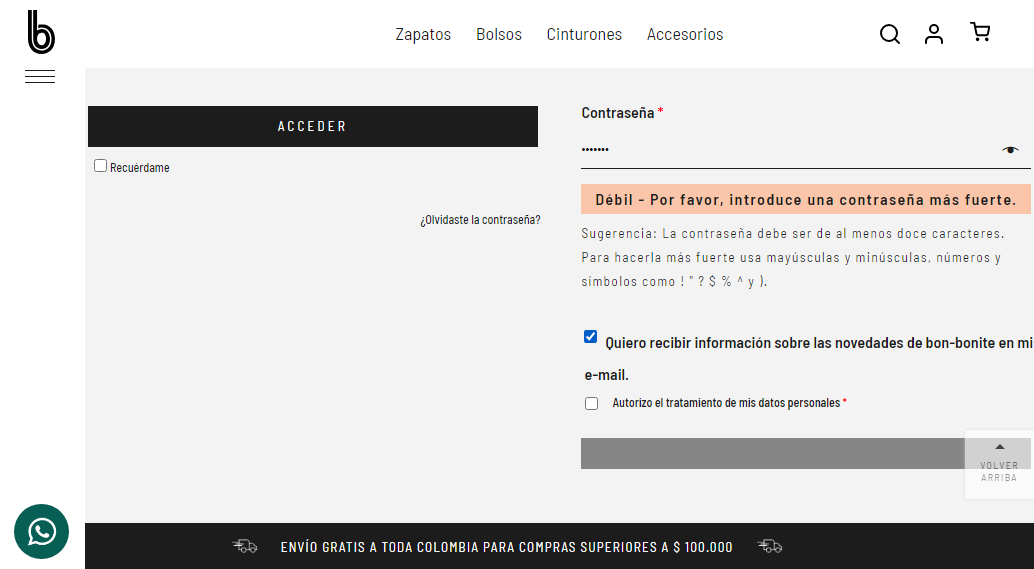 b
Zapatos Bolsos Cinturones Accesorios
ACCEDER
Recuérdame
¿Olvidaste la contraseña?
Contraseña *
•••••••
Débil - Por favor, introduce una contraseña más fuerte.
Sugerencia: La contraseña debe ser de al menos doce caracteres.
Para hacerla más fuerte usa mayúsculas y minúsculas, números y
símbolos como ! " ? $ % ^ y ).
Quiero recibir información sobre las novedades de bon-bonite en mi
e-mail.
Autorizo el tratamiento de mis datos personales *
VOLVER
ARRIBA
ENVÍO GRATIS A TODA COLOMBIA PARA COMPRAS SUPERIORES A $ 100.000